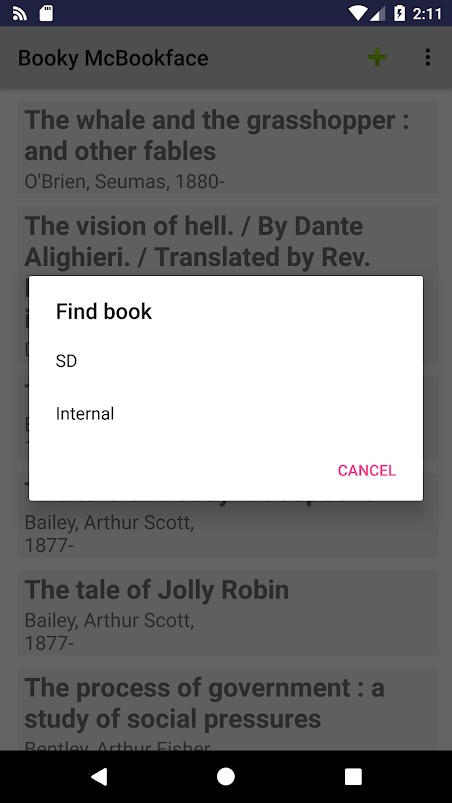 2:11
Booky McBookface
The whale and the grasshopper :
and other fables
O'Brien, Seumas, 1880-
The vision of hell. / By Dante
Alighieri. / Translated by Rev.
Find book
SD
Internal
CANCEL
Bailey, Arthur Scott,
1877-
The tale of Jolly Robin
Bailey, Arthur Scott,
1877-
The process of government : a
study of social pressures
Bentley, Arthur Fisher